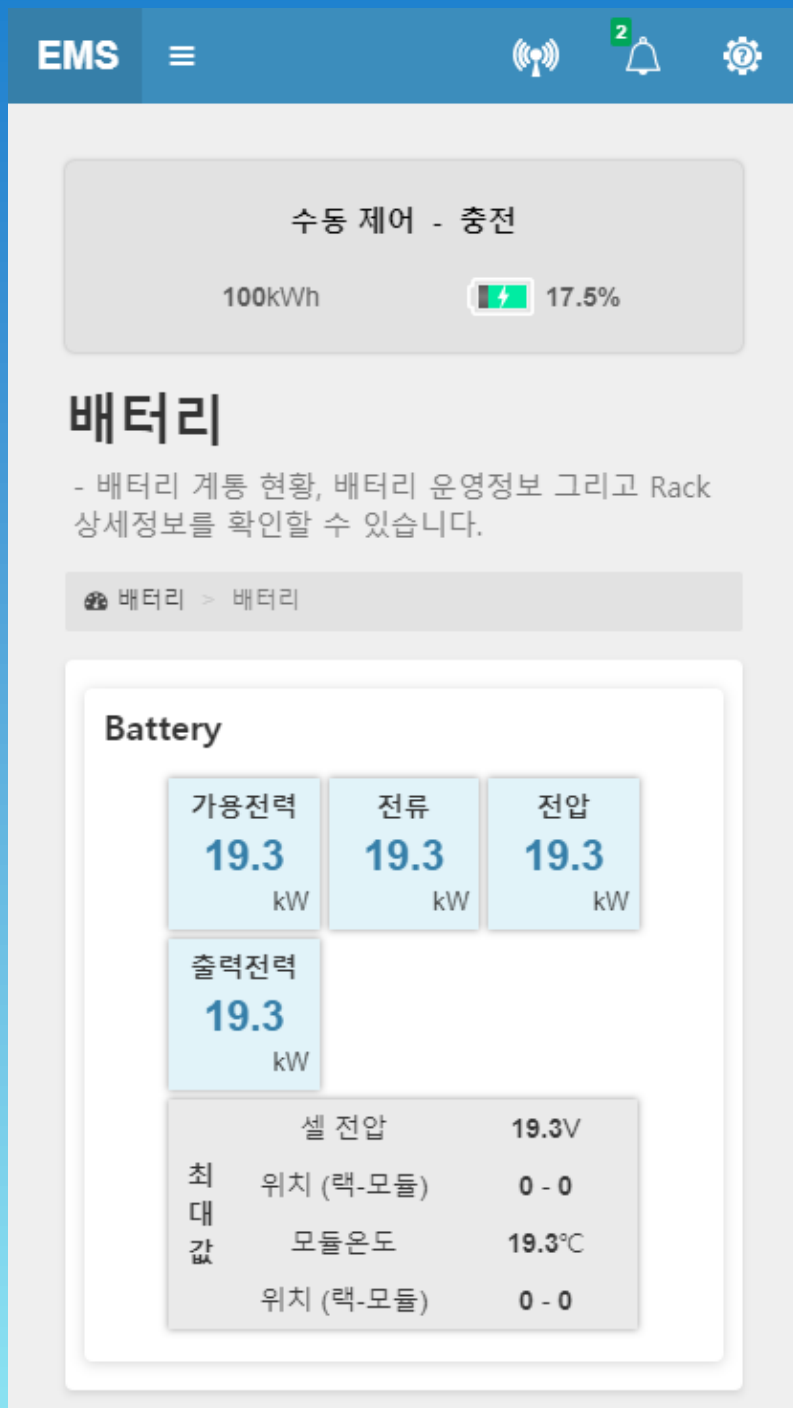 EMS
2
수동 제어 - 충전
100kWh 17.5%
배터리
- 배터리 계통 현황, 배터리 운영정보 그리고 Rack
상세정보를 확인할 수 있습니다.
배터리 > 배터리
Battery
가용전력 전류 전압
19.3 19.3 19.3
kW kW kW
출력전력
19.3
kW
최대값
셀 전압 19.3V
위치 (랙-모듈) 0 - 0
모듈온도 19.3℃
위치 (랙-모듈) 0 - 0